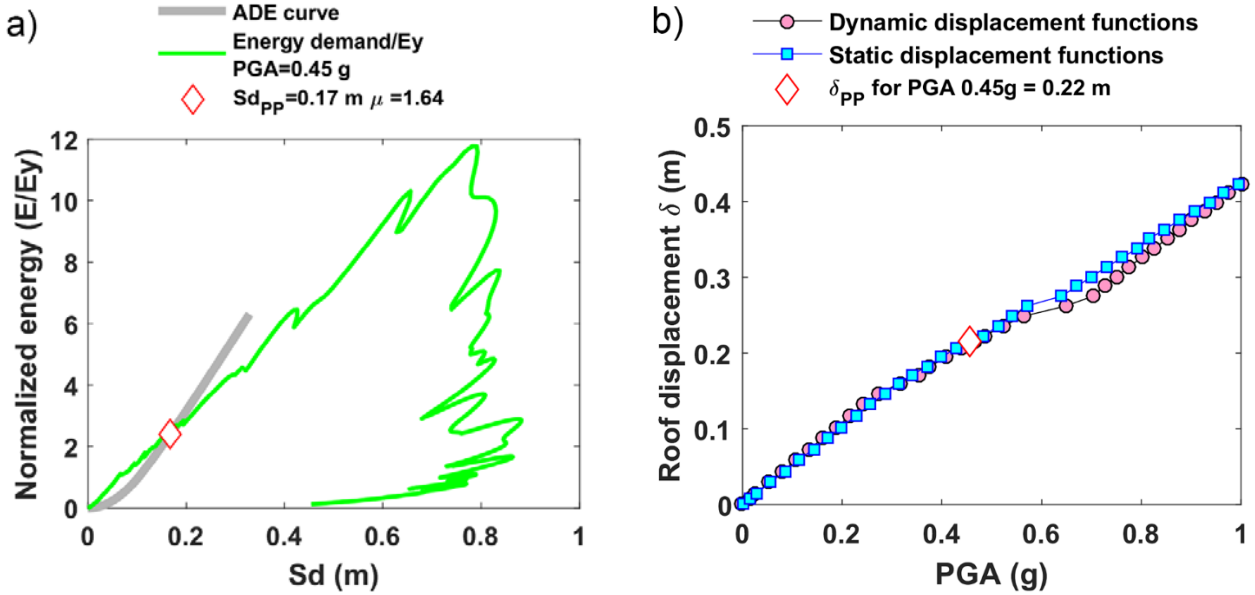 a)
ADE curve
Energy demand/Ey
PGA=0.45 g
Sd_PP=0.17 m μ =1.64
Normalized energy (E/Ey)
12
10
8
6
4
2
0
0 0.2 0.4 0.6 0.8 1
Sd (m)
b)
Dynamic displacement functions
Static displacement functions
δ_PP for PGA 0.45g = 0.22 m
Roof displacement δ (m)
0.5
0.4
0.3
0.2
0.1
0
0 0.2 0.4 0.6 0.8 1
PGA (g)